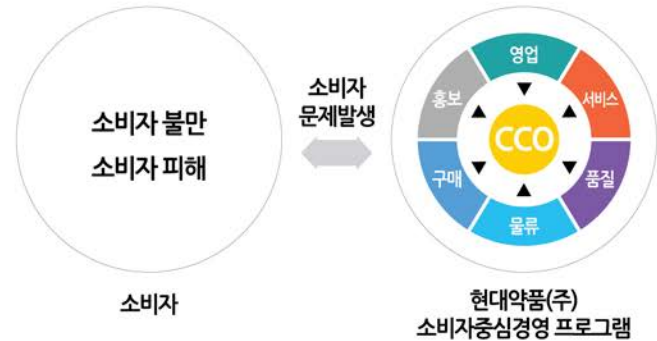 소비자 불만
소비자 피해
소비자
소비자
문제발생
영업
서비스
품질
물류
구매
홍보
CCO
현대약품(주)
소비자중심경영 프로그램